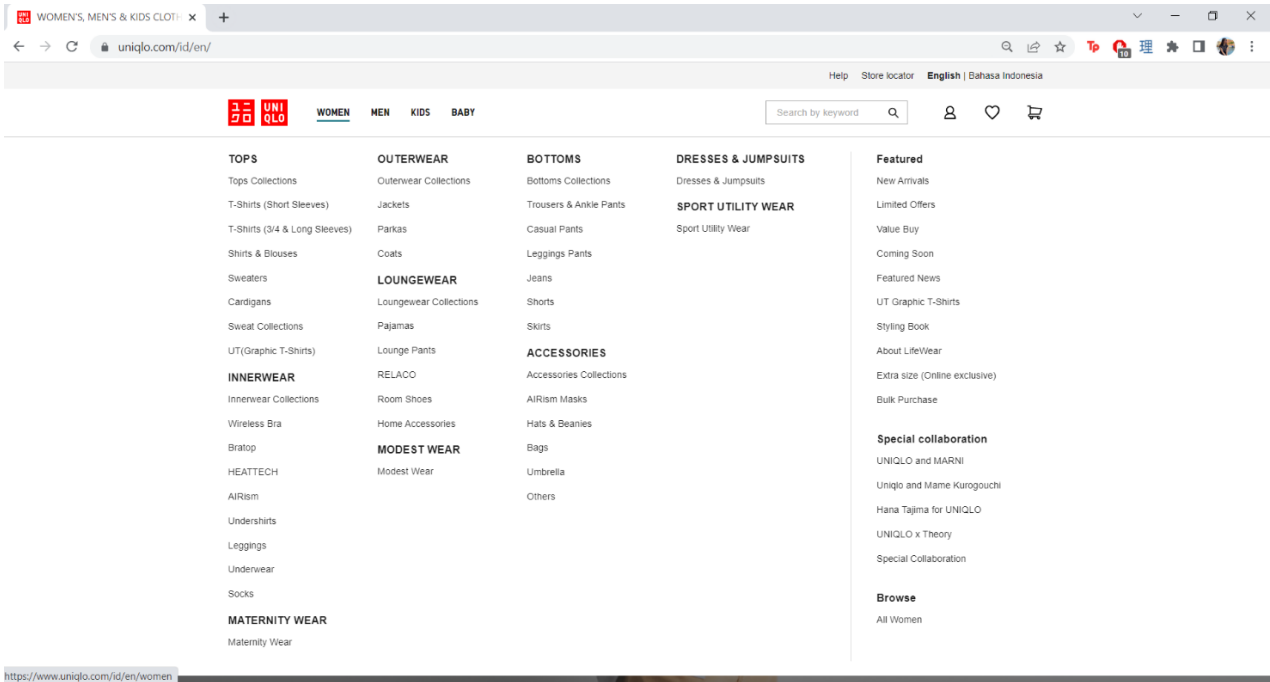 WOMEN'S, MEN'S & KIDS CLOTH
uniqlo.com/id/en/
10
理
Help Store locator English | Bahasa Indonesia
ユニクロ UNIQLO
WOMEN MEN KIDS BABY
Search by keyword
TOPS
Tops Collections
T-Shirts (Short Sleeves)
T-Shirts (3/4 & Long Sleeves)
Shirts & Blouses
Sweaters
Cardigans
Sweat Collections
UT(Graphic T-Shirts)
INNERWEAR
Innerwear Collections
Wireless Bra
Bratop
HEATTECH
AIRism
Undershirts
Leggings
Underwear
Socks
MATERNITY WEAR
Maternity Wear
OUTERWEAR
Outerwear Collections
Jackets
Parkas
Coats
LOUNGEWEAR
Loungewear Collections
Pajamas
Lounge Pants
RELACO
Room Shoes
Home Accessories
MODEST WEAR
Modest Wear
BOTTOMS
Bottoms Collections
Trousers & Ankle Pants
Casual Pants
Leggings Pants
Jeans
Shorts
Skirts
ACCESSORIES
Accessories Collections
AIRism Masks
Hats & Beanies
Bags
Umbrella
Others
DRESSES & JUMPSUITS
Dresses & Jumpsuits
SPORT UTILITY WEAR
Sport Utility Wear
Featured
New Arrivals
Limited Offers
Value Buy
Coming Soon
Featured News
UT Graphic T-Shirts
Styling Book
About LifeWear
Extra size (Online exclusive)
Bulk Purchase
Special collaboration
UNIQLO and MARNI
Uniqlo and Mame Kurogouchi
Hana Tajima for UNIQLO
UNIQLO x Theory
Special Collaboration
Browse
All Women
https://www.uniqlo.com/id/en/women